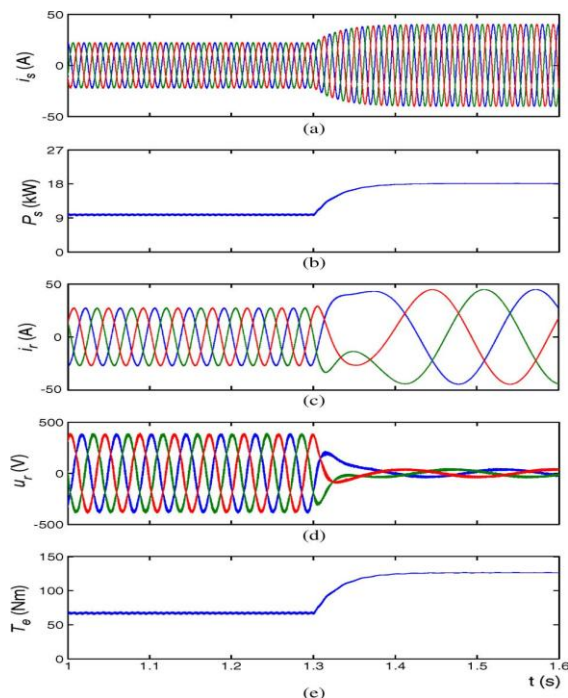 50
i_s (A)
0
-50
(a)
27
P_s (kW)
18
9
0
(b)
50
i_r (A)
0
-50
(c)
500
u_r (V)
0
-500
(d)
150
T_e (Nm)
100
50
0
1 1.1 1.2 1.3 1.4 1.5 1.6
t (s)
(e)